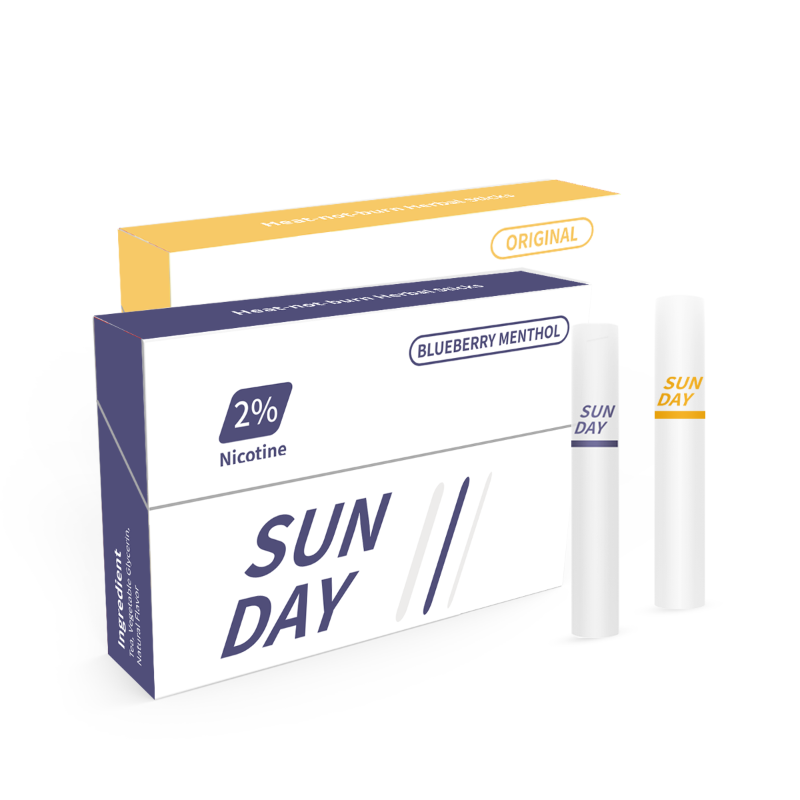 Heat-not-burn Herbal Sticks
ORIGINAL
Heat-not-burn Herbal Sticks
BLUEBERRY MENTHOL
2%
Nicotine
SUN
DAY
Ingredient
Tea, Vegetable Glycerin,
Natural Flavor
SUN
DAY
SUN
DAY